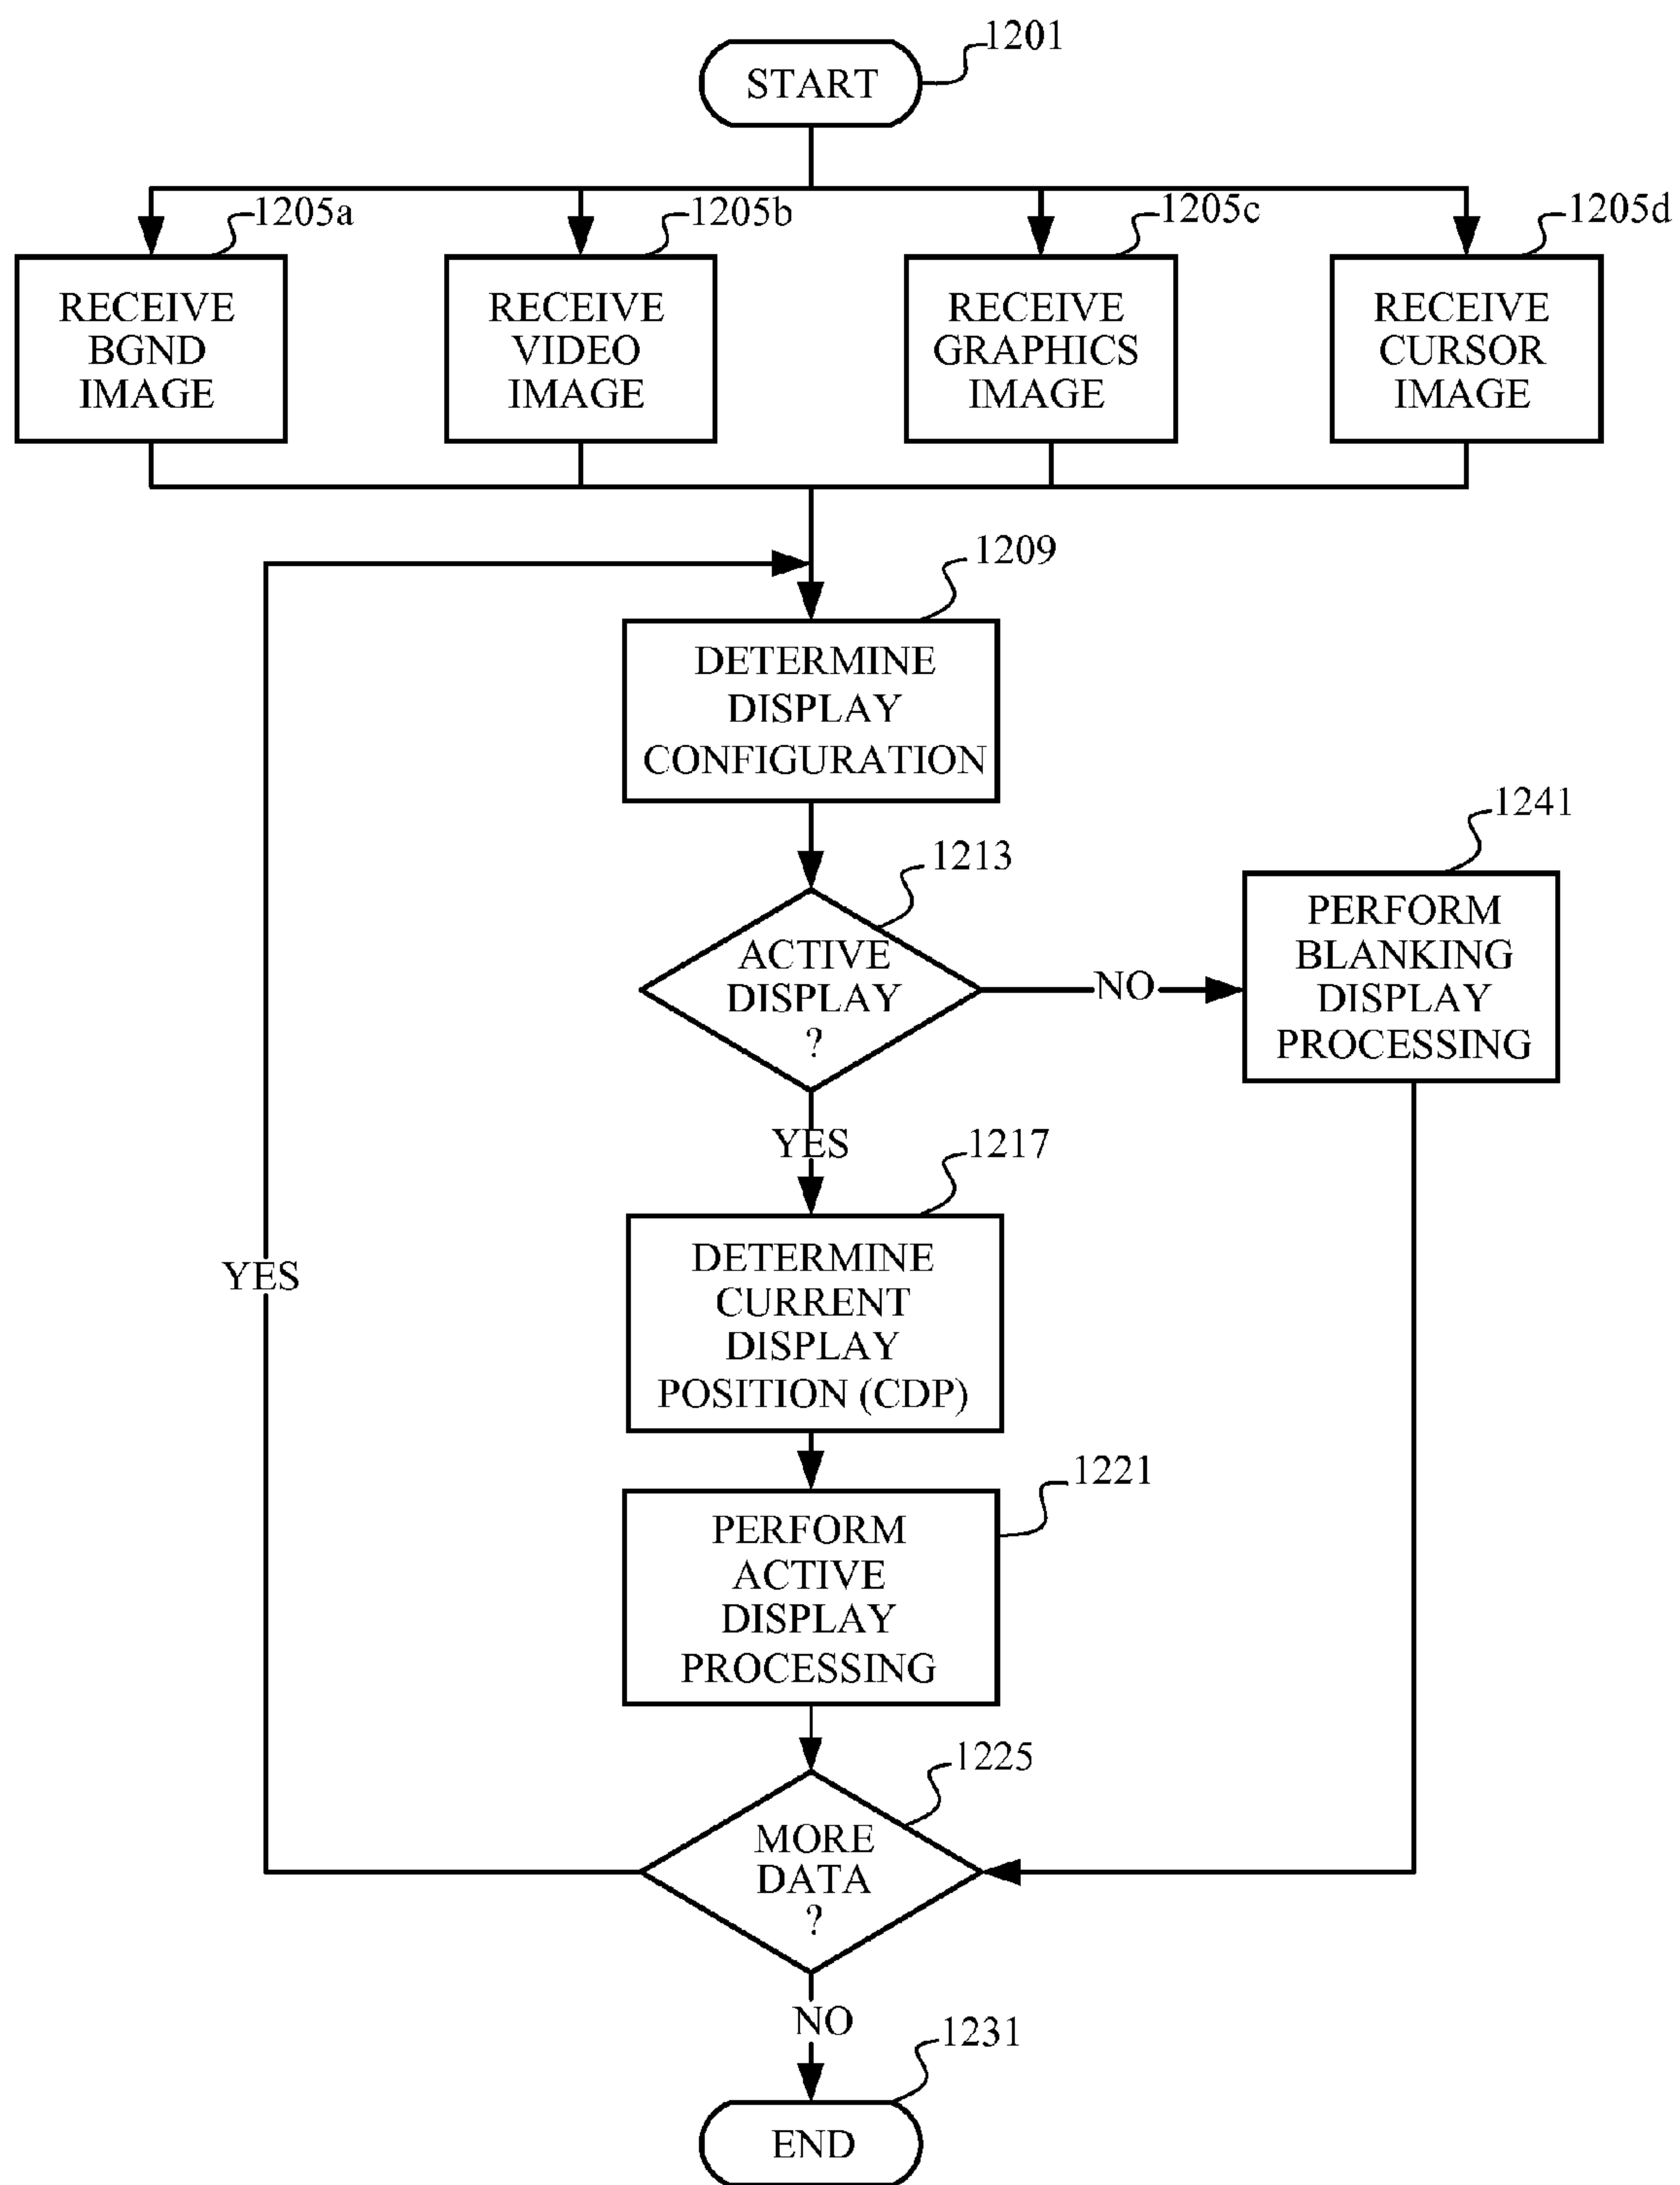 1201
START
1205a
1205b
1205c
1205d
RECEIVE
BGND
IMAGE
RECEIVE
VIDEO
IMAGE
RECEIVE
GRAPHICS
IMAGE
RECEIVE
CURSOR
IMAGE
1209
DETERMINE
DISPLAY
CONFIGURATION
1213
ACTIVE
DISPLAY
?
NO
1241
PERFORM
BLANKING
DISPLAY
PROCESSING
YES
1217
DETERMINE
CURRENT
DISPLAY
POSITION (CDP)
YES
1221
PERFORM
ACTIVE
DISPLAY
PROCESSING
1225
MORE
DATA
?
NO
1231
END